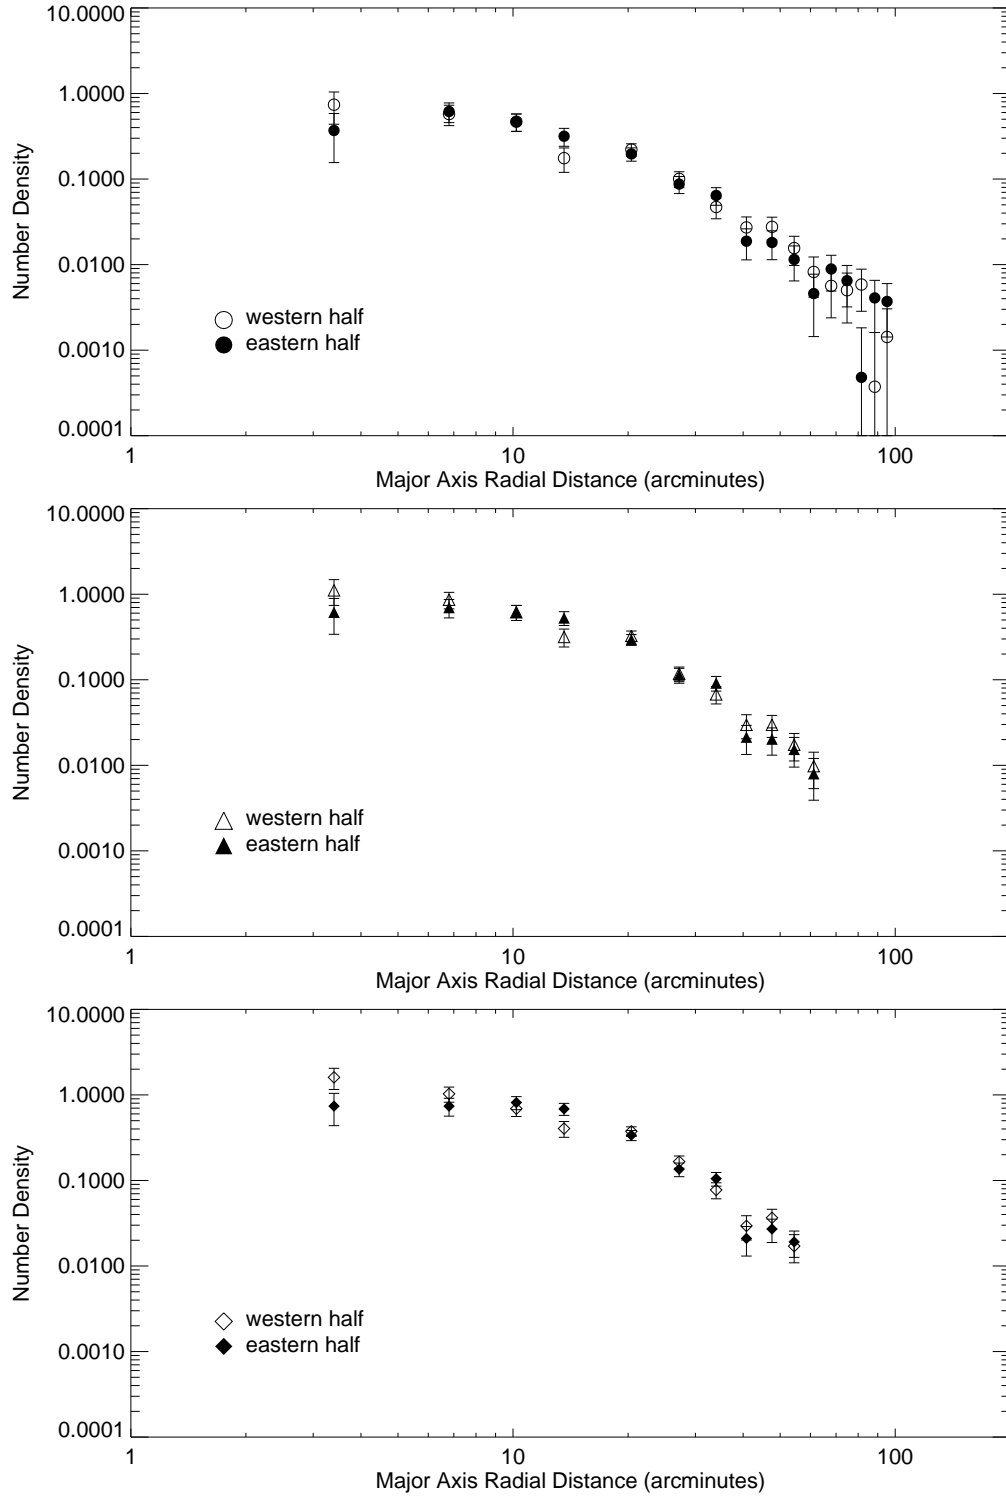 10.0000
1.0000
0.1000
0.0100
0.0010
0.0001
Number Density
western half
eastern half
1 10 100
Major Axis Radial Distance (arcminutes)
10.0000
1.0000
0.1000
0.0100
0.0010
0.0001
Number Density
western half
eastern half
1 10 100
Major Axis Radial Distance (arcminutes)
10.0000
1.0000
0.1000
0.0100
0.0010
0.0001
Number Density
western half
eastern half
1 10 100
Major Axis Radial Distance (arcminutes)